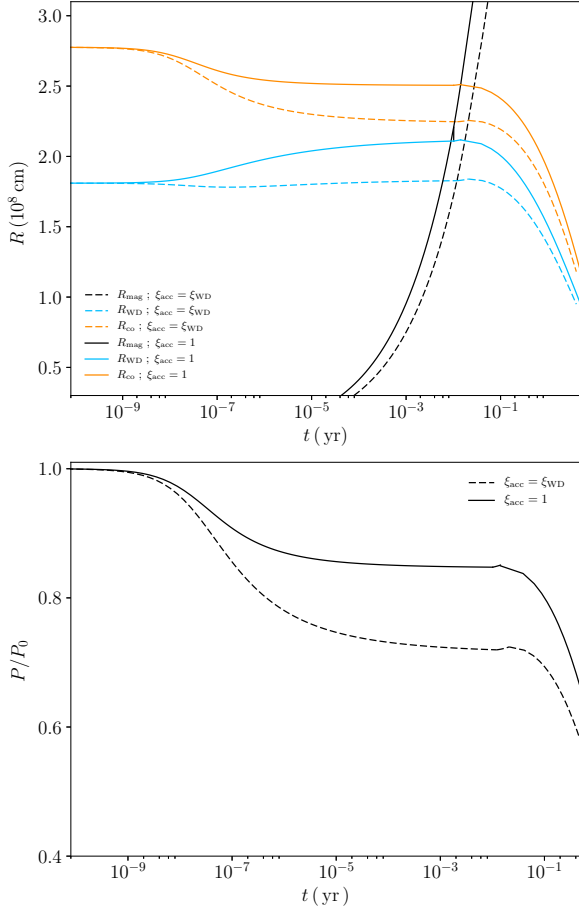 3.0
2.5
2.0
1.5
1.0
0.5
R (10⁸ cm)
R_mag ; ξ_acc = ξ_WD
R_WD ; ξ_acc = ξ_WD
R_co ; ξ_acc = ξ_WD
R_mag ; ξ_acc = 1
R_WD ; ξ_acc = 1
R_co ; ξ_acc = 1
10⁻⁹ 10⁻⁷ 10⁻⁵ 10⁻³ 10⁻¹
t ( yr)
1.0
0.8
0.6
0.4
P/P₀
ξ_acc = ξ_WD
ξ_acc = 1
10⁻⁹ 10⁻⁷ 10⁻⁵ 10⁻³ 10⁻¹
t ( yr)